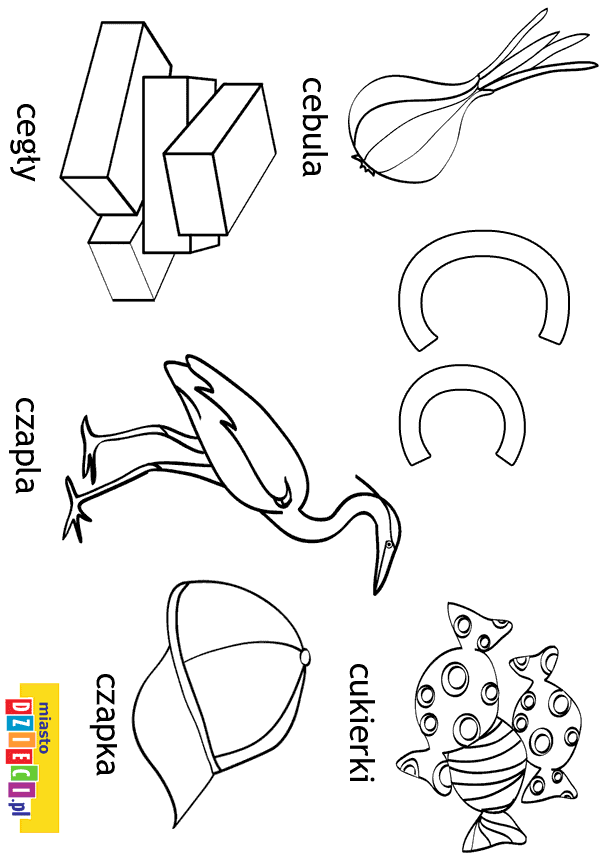 C c
cebula
cukierki
cegły
czapla
czapka
miasto
DZIECI.pl